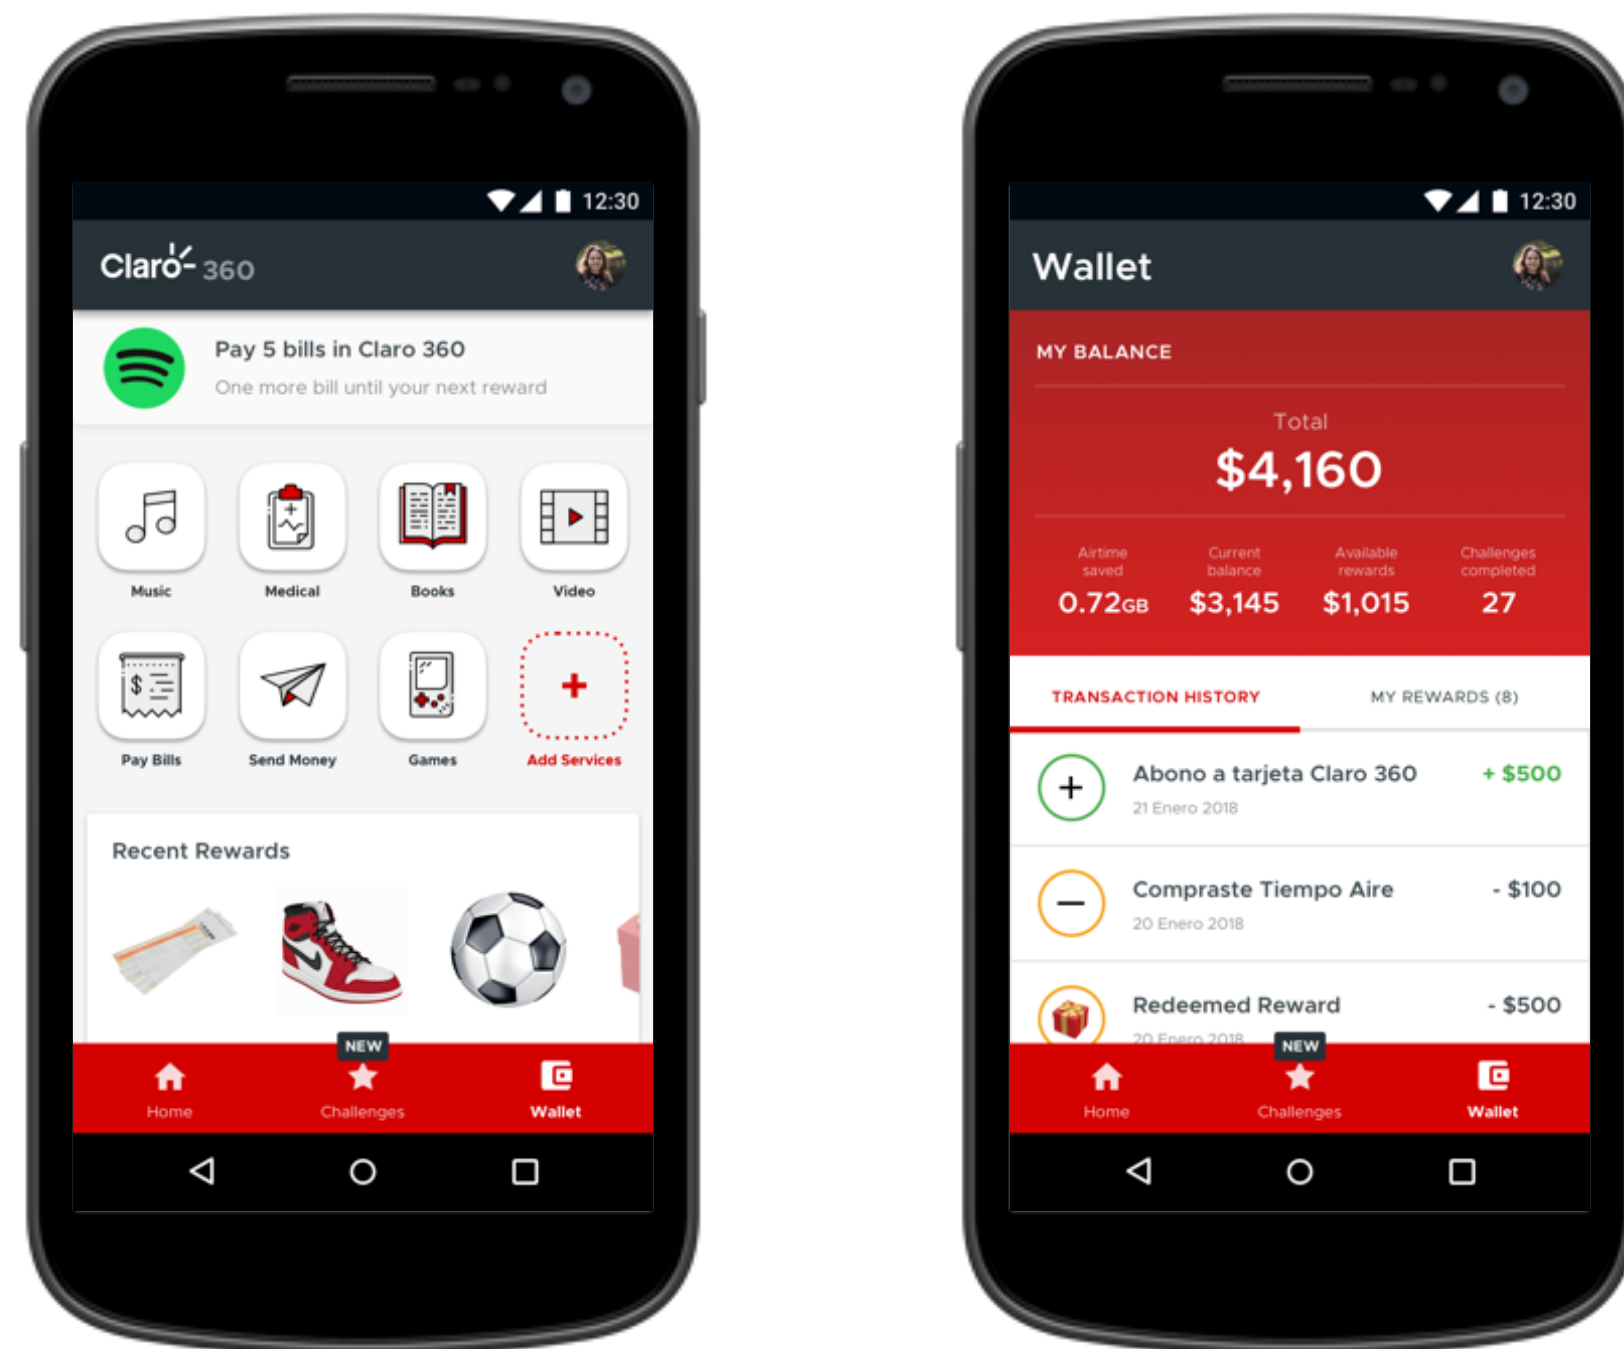 12:30
Claro 360
Pay 5 bills in Claro 360
One more bill until your next reward
Music Medical Books Video
Pay Bills Send Money Games Add Services
Recent Rewards
NEW
Home Challenges Wallet
12:30
Wallet
MY BALANCE
Total
$4,160
Airtime saved
0.72GB
Current balance
$3,145
Available rewards
$1,015
Challenges completed
27
TRANSACTION HISTORY MY REWARDS (8)
Abono a tarjeta Claro 360 + $500
21 Enero 2018
Compraste Tiempo Aire - $100
20 Enero 2018
Redeemed Reward - $500
20 Enero 2018
NEW
Home Challenges Wallet